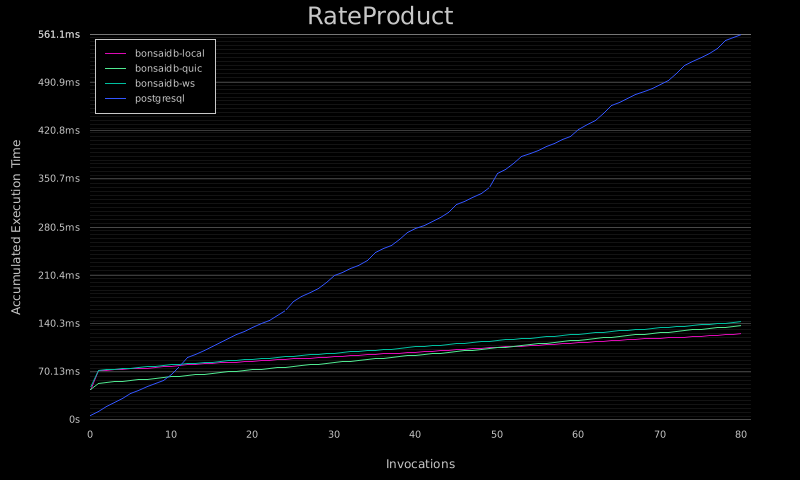 RateProduct
561.1ms
490.9ms
420.8ms
350.7ms
280.5ms
210.4ms
140.3ms
70.13ms
0s
bonsaidb-local
bonsaidb-quic
bonsaidb-ws
postgresql
Accumulated Execution Time
0 10 20 30 40 50 60 70 80
Invocations